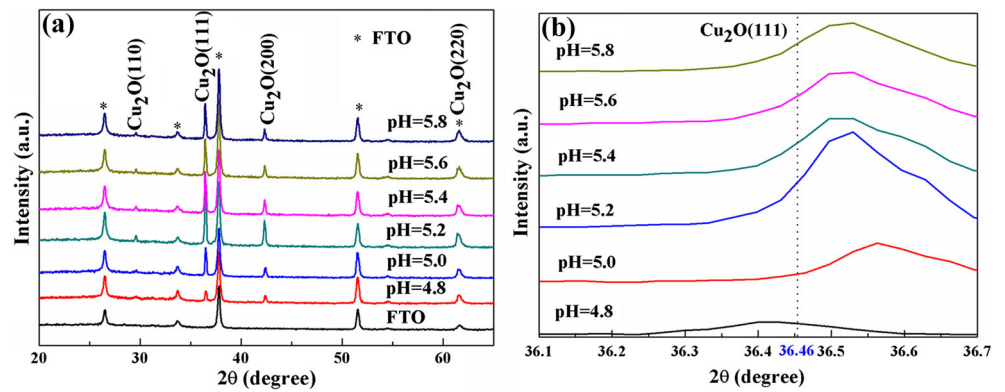 (a)
* FTO
Cu2O(110)
Cu2O(111)
Cu2O(200)
Cu2O(220)
*
*
*
*
*
pH=5.8
pH=5.6
pH=5.4
pH=5.2
pH=5.0
pH=4.8
FTO
Intensity (a.u.)
20 30 40 50 60
2θ (degree)
(b)
Cu2O(111)
pH=5.8
pH=5.6
pH=5.4
pH=5.2
pH=5.0
pH=4.8
Intensity (a.u.)
36.1 36.2 36.3 36.4 36.46 36.5 36.6 36.7
2θ (degree)